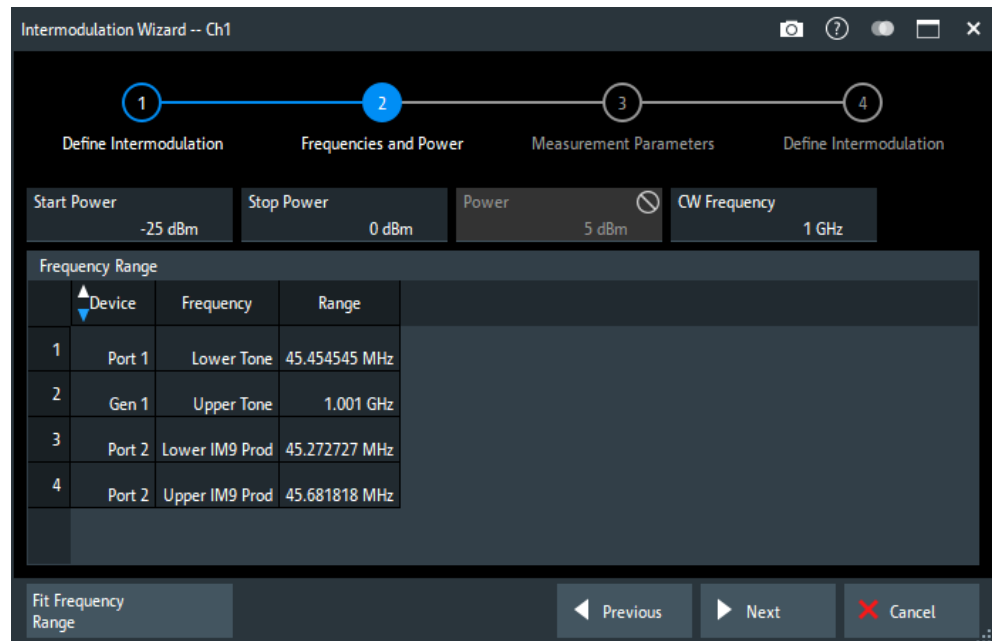 Intermodulation Wizard -- Ch1
?
1
2
3
4
Define Intermodulation
Frequencies and Power
Measurement Parameters
Define Intermodulation
Start Power
-25 dBm
Stop Power
0 dBm
Power
5 dBm
CW Frequency
1 GHz
Frequency Range
Device Frequency Range
1 Port 1 Lower Tone 45.454545 MHz
2 Gen 1 Upper Tone 1.001 GHz
3 Port 2 Lower IM9 Prod 45.272727 MHz
4 Port 2 Upper IM9 Prod 45.681818 MHz
Fit Frequency
Range
Previous
Next
Cancel